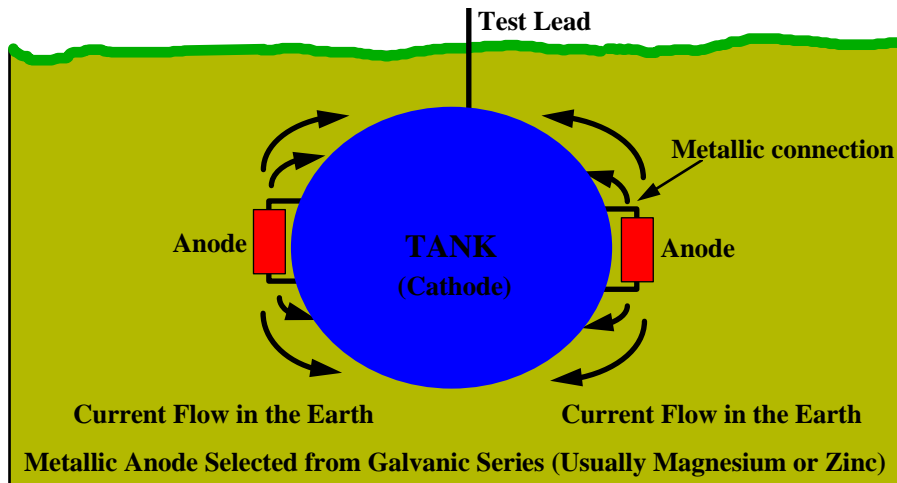 Test Lead
Metallic connection
Anode
TANK
(Cathode)
Anode
Current Flow in the Earth
Current Flow in the Earth
Metallic Anode Selected from Galvanic Series (Usually Magnesium or Zinc)